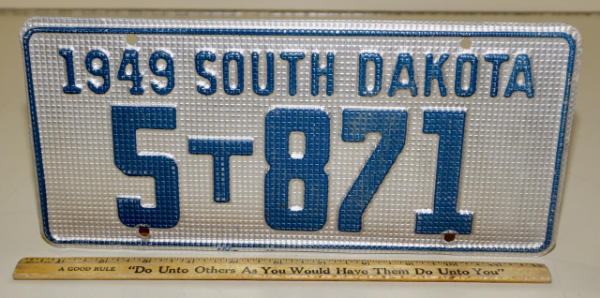 1949 SOUTH DAKOTA
5T871
A GOOD RULE "Do Unto Others As You Would Have Them Do Unto You"